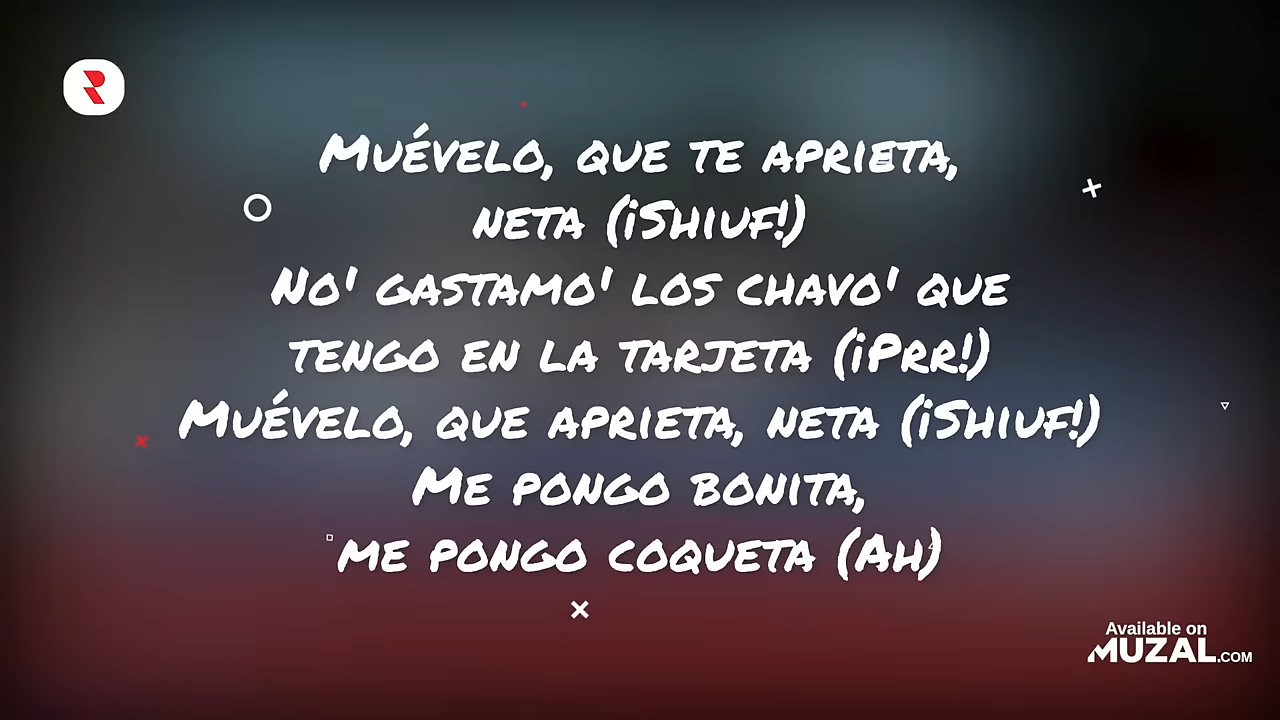 Muévelo, que te aprieta,
neta (¡Shiuf!)
No' gastamo' los chavo' que
tengo en la tarjeta (¡Prr!)
Muévelo, que aprieta, neta (¡Shiuf!)
Me pongo bonita,
me pongo coqueta (Ah)
Available on
MUZAL.COM